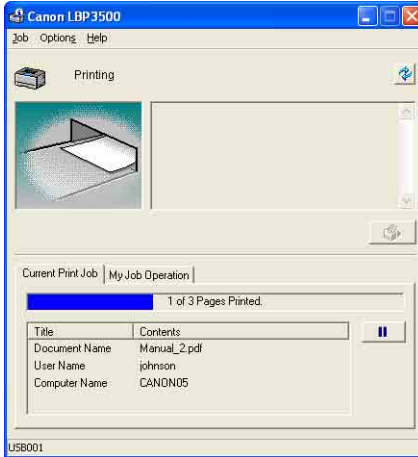 Canon LBP3500
Job Options Help
Printing
Current Print Job My Job Operation
1 of 3 Pages Printed.
Title Contents
Document Name Manual_2.pdf
User Name johnson
Computer Name CANON05
USB001